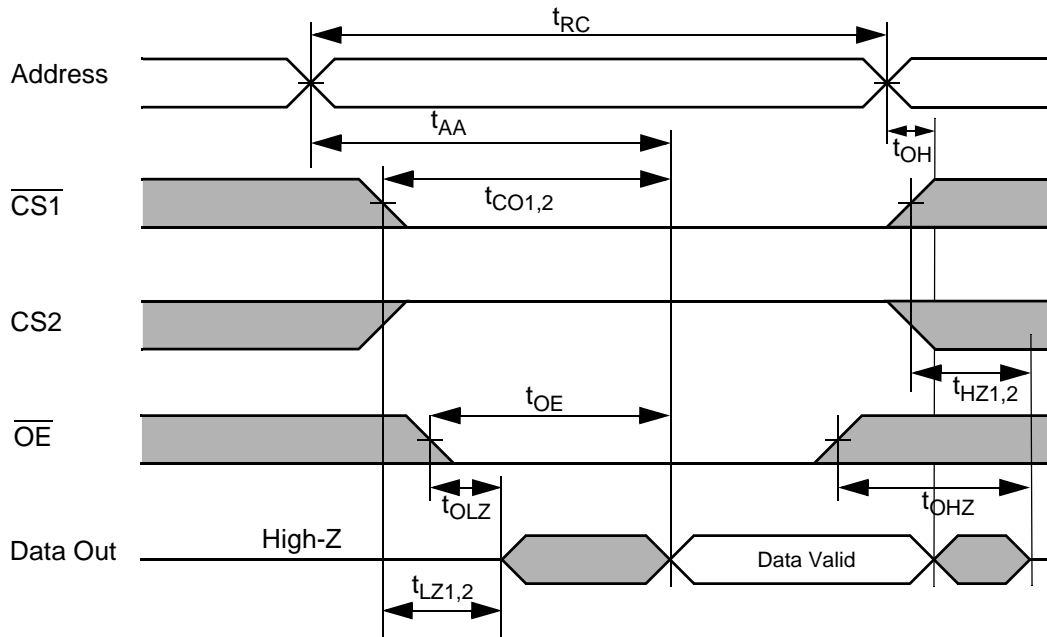 tRC
Address
tAA
tOH
CS1
tCO1,2
CS2
tHZ1,2
tOE
OE
tOLZ
tOHZ
High-Z
Data Out
Data Valid
tLZ1,2